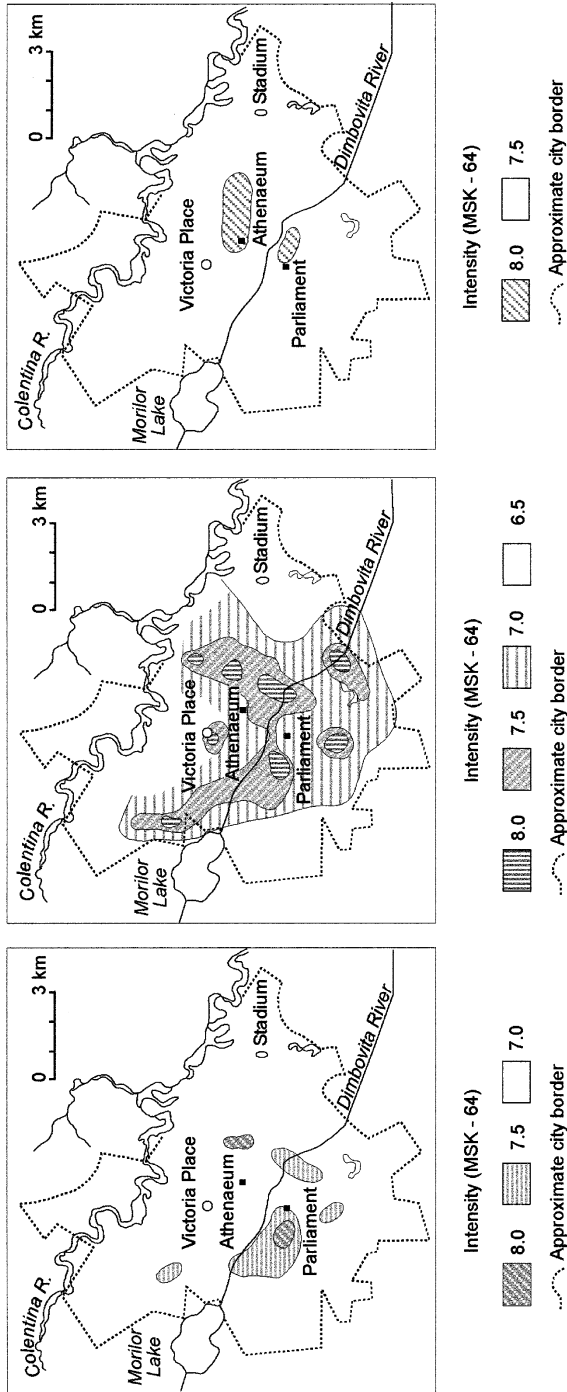 Colentina R.
0 3 km
Morilor
Lake
Victoria Place
Athenaeum
Stadium
Parliament
Dimbovita River
Intensity (MSK - 64)
8.0 7.5 7.0
Approximate city border
Colentina R.
0 3 km
Morilor
Lake
Victoria Place
Athenaeum
Stadium
Parliament
Dimbovita River
Intensity (MSK - 64)
8.0 7.5 7.0 6.5
Approximate city border
Colentina R.
0 3 km
Morilor
Lake
Victoria Place
Athenaeum
Stadium
Parliament
Dimbovita River
Intensity (MSK - 64)
8.0 7.5
Approximate city border